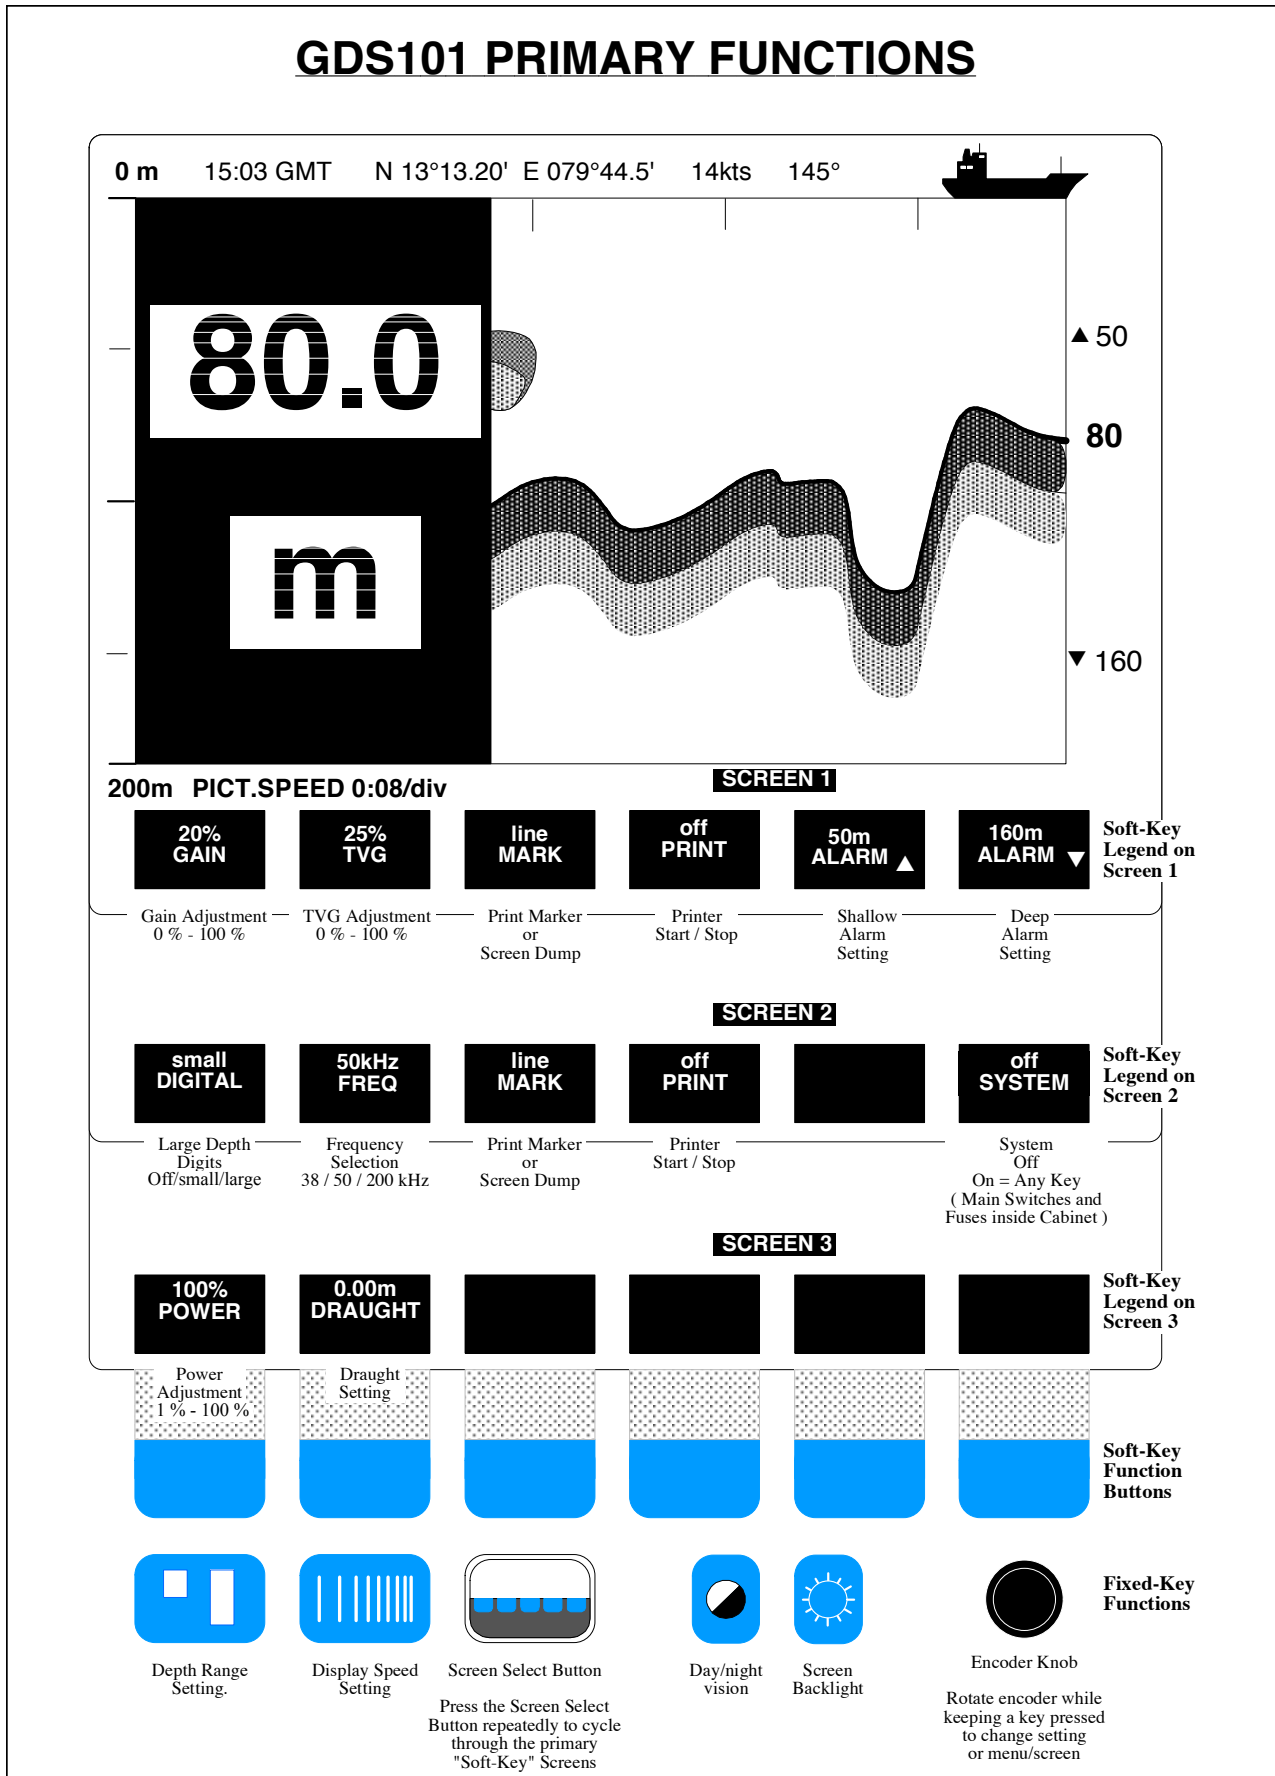 GDS101 PRIMARY FUNCTIONS
0 m 15:03 GMT N 13°13.20' E 079°44.5' 14kts 145°
80.0
m
▲ 50
80
▼ 160
200m PICT.SPEED 0:08/div
SCREEN 1
20%
GAIN
25%
TVG
line
MARK
off
PRINT
50m
ALARM ▲
160m
ALARM ▼
Soft-Key
Legend on
Screen 1
Gain Adjustment
0 % - 100 %
TVG Adjustment
0 % - 100 %
Print Marker
or
Screen Dump
Printer
Start / Stop
Shallow
Alarm
Setting
Deep
Alarm
Setting
SCREEN 2
small
DIGITAL
50kHz
FREQ
line
MARK
off
PRINT
off
SYSTEM
Soft-Key
Legend on
Screen 2
Large Depth
Digits
Off/small/large
Frequency
Selection
38 / 50 / 200 kHz
Print Marker
or
Screen Dump
Printer
Start / Stop
System
Off
On = Any Key
( Main Switches and
Fuses inside Cabinet )
SCREEN 3
100%
POWER
0.00m
DRAUGHT
Soft-Key
Legend on
Screen 3
Power
Adjustment
1 % - 100 %
Draught
Setting
Soft-Key
Function
Buttons
Fixed-Key
Functions
Depth Range
Setting.
Display Speed
Setting
Screen Select Button
Press the Screen Select
Button repeatedly to cycle
through the primary
"Soft-Key" Screens
Day/night
vision
Screen
Backlight
Encoder Knob
Rotate encoder while
keeping a key pressed
to change setting
or menu/screen